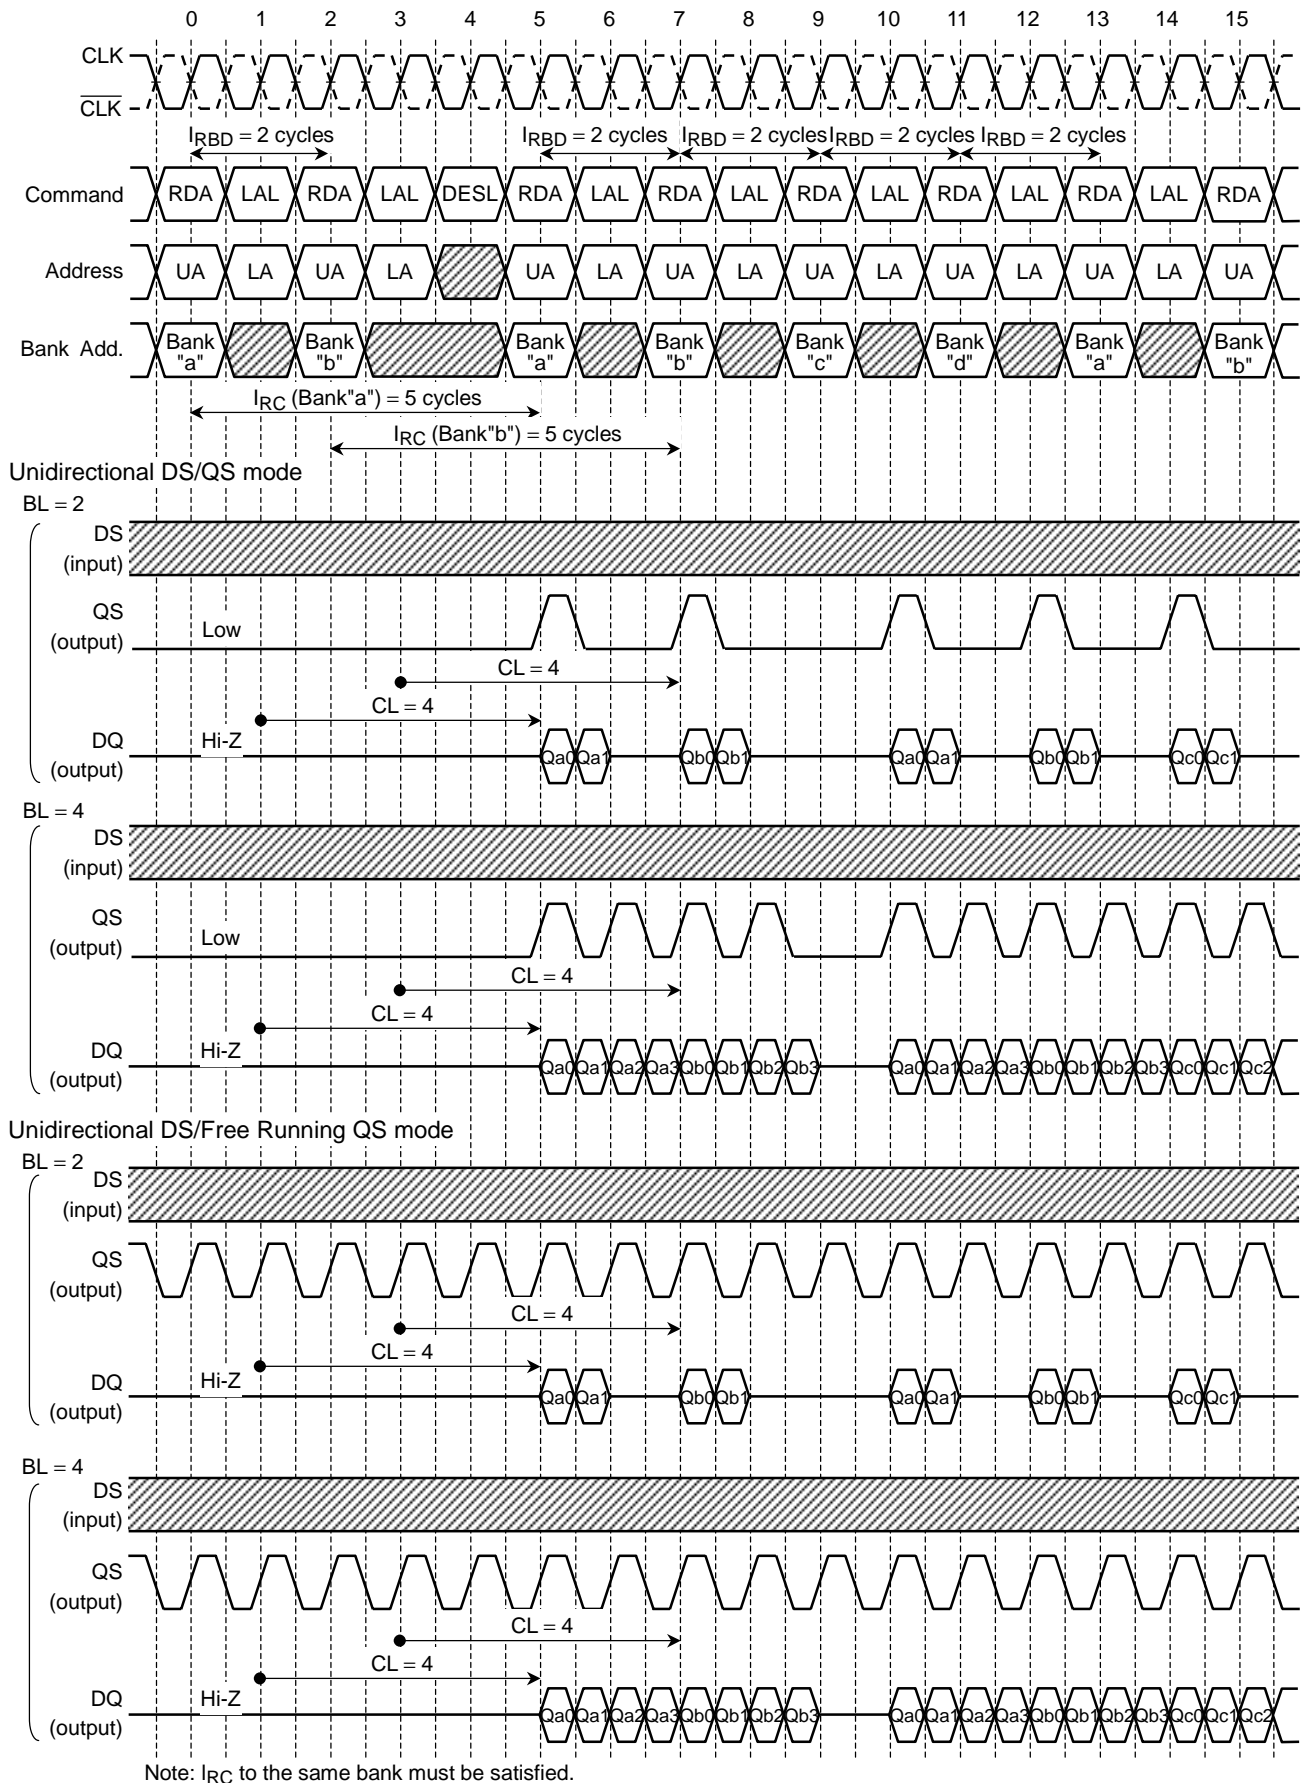 0 1 2 3 4 5 6 7 8 9 10 11 12 13 14 15
CLK
CLK
IRBD = 2 cycles IRBD = 2 cycles IRBD = 2 cycles IRBD = 2 cycles IRBD = 2 cycles
Command RDA LAL RDA LAL DESL RDA LAL RDA LAL RDA LAL RDA LAL RDA LAL RDA
Address UA LA UA LA UA LA UA LA UA LA UA LA UA LA UA
Bank Add. Bank "a" Bank "b" Bank "a" Bank "b" Bank "c" Bank "d" Bank "a" Bank "b"
IRC (Bank"a") = 5 cycles
IRC (Bank"b") = 5 cycles
Unidirectional DS/QS mode
BL = 2
DS
(input)
QS
(output) Low
CL = 4
CL = 4
DQ
(output) Hi-Z Qa0 Qa1 Qb0 Qb1 Qa0 Qa1 Qb0 Qb1 Qc0 Qc1
BL = 4
DS
(input)
QS
(output) Low
CL = 4
CL = 4
DQ
(output) Hi-Z Qa0 Qa1 Qa2 Qa3 Qb0 Qb1 Qb2 Qb3 Qa0 Qa1 Qa2 Qa3 Qb0 Qb1 Qb2 Qb3 Qc0 Qc1 Qc2
Unidirectional DS/Free Running QS mode
BL = 2
DS
(input)
QS
(output)
CL = 4
CL = 4
DQ
(output) Hi-Z Qa0 Qa1 Qb0 Qb1 Qa0 Qa1 Qb0 Qb1 Qc0 Qc1
BL = 4
DS
(input)
QS
(output)
CL = 4
CL = 4
DQ
(output) Hi-Z Qa0 Qa1 Qa2 Qa3 Qb0 Qb1 Qb2 Qb3 Qa0 Qa1 Qa2 Qa3 Qb0 Qb1 Qb2 Qb3 Qc0 Qc1 Qc2
Note: IRC to the same bank must be satisfied.